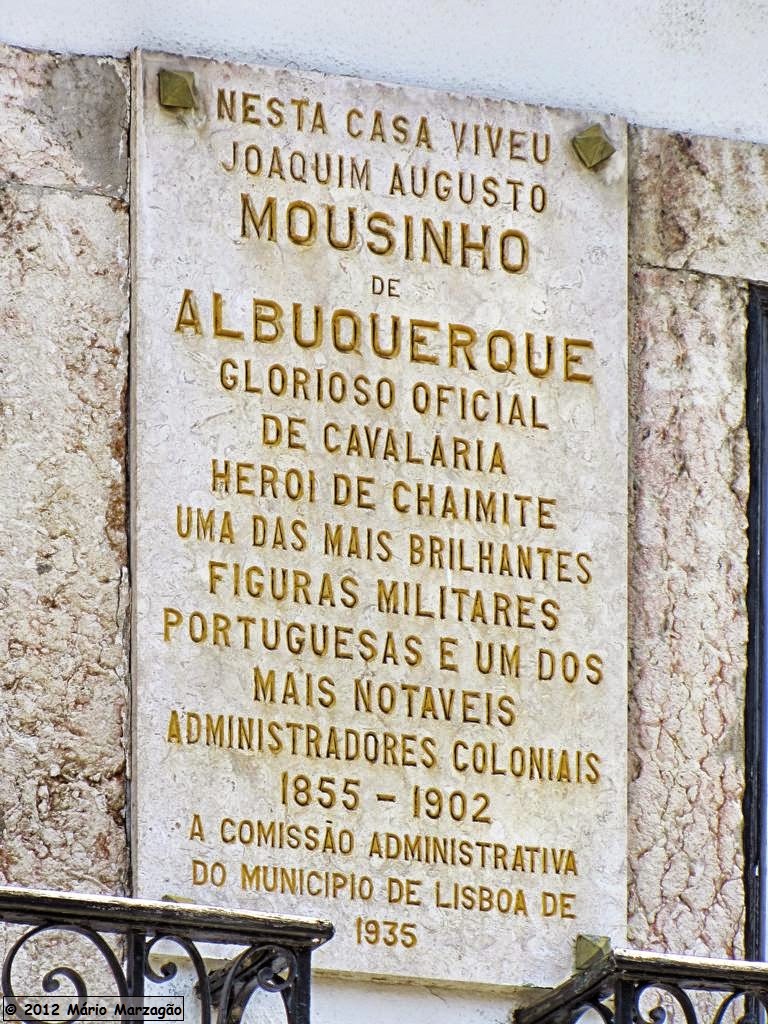 NESTA CASA VIVEU
JOAQUIM AUGUSTO
MOUSINHO
DE
ALBUQUERQUE
GLORIOSO OFICIAL
DE CAVALARIA
HEROI DE CHAIMITE
UMA DAS MAIS BRILHANTES
FIGURAS MILITARES
PORTUGUESAS E UM DOS
MAIS NOTAVEIS
ADMINISTRADORES COLONIAIS
1855 - 1902
A COMISSÃO ADMINISTRATIVA
DO MUNICIPIO DE LISBOA DE
1935
© 2012 Mário Marzagão